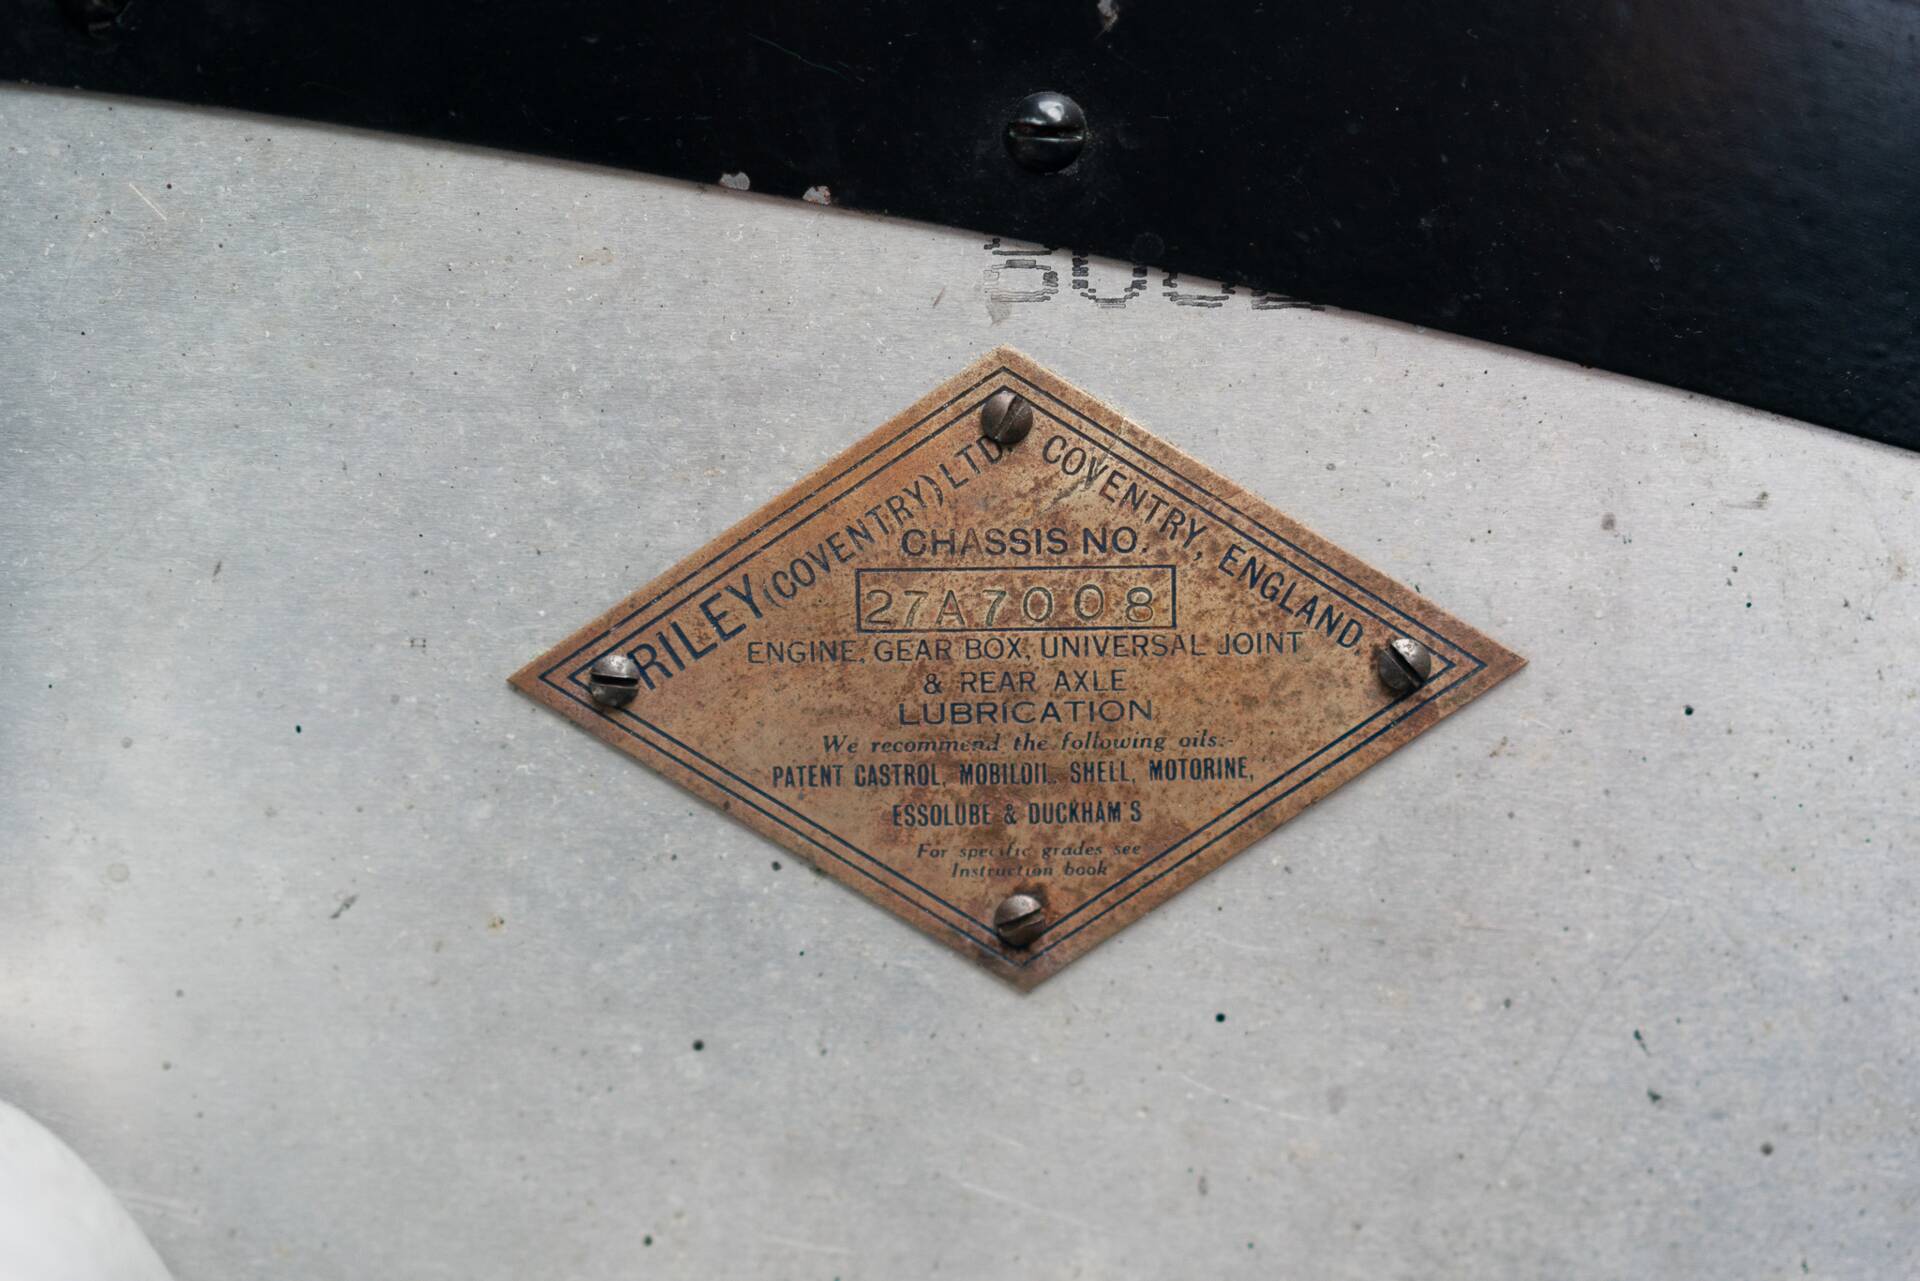 RILEY (COVENTRY) LTD. COVENTRY, ENGLAND.
CHASSIS NO.
27A7008
ENGINE, GEAR BOX, UNIVERSAL JOINT
& REAR AXLE
LUBRICATION
We recommend the following oils:-
PATENT CASTROL, MOBILOIL, SHELL, MOTORINE,
ESSOLUBE & DUCKHAM'S
For specific grades see
Instruction book